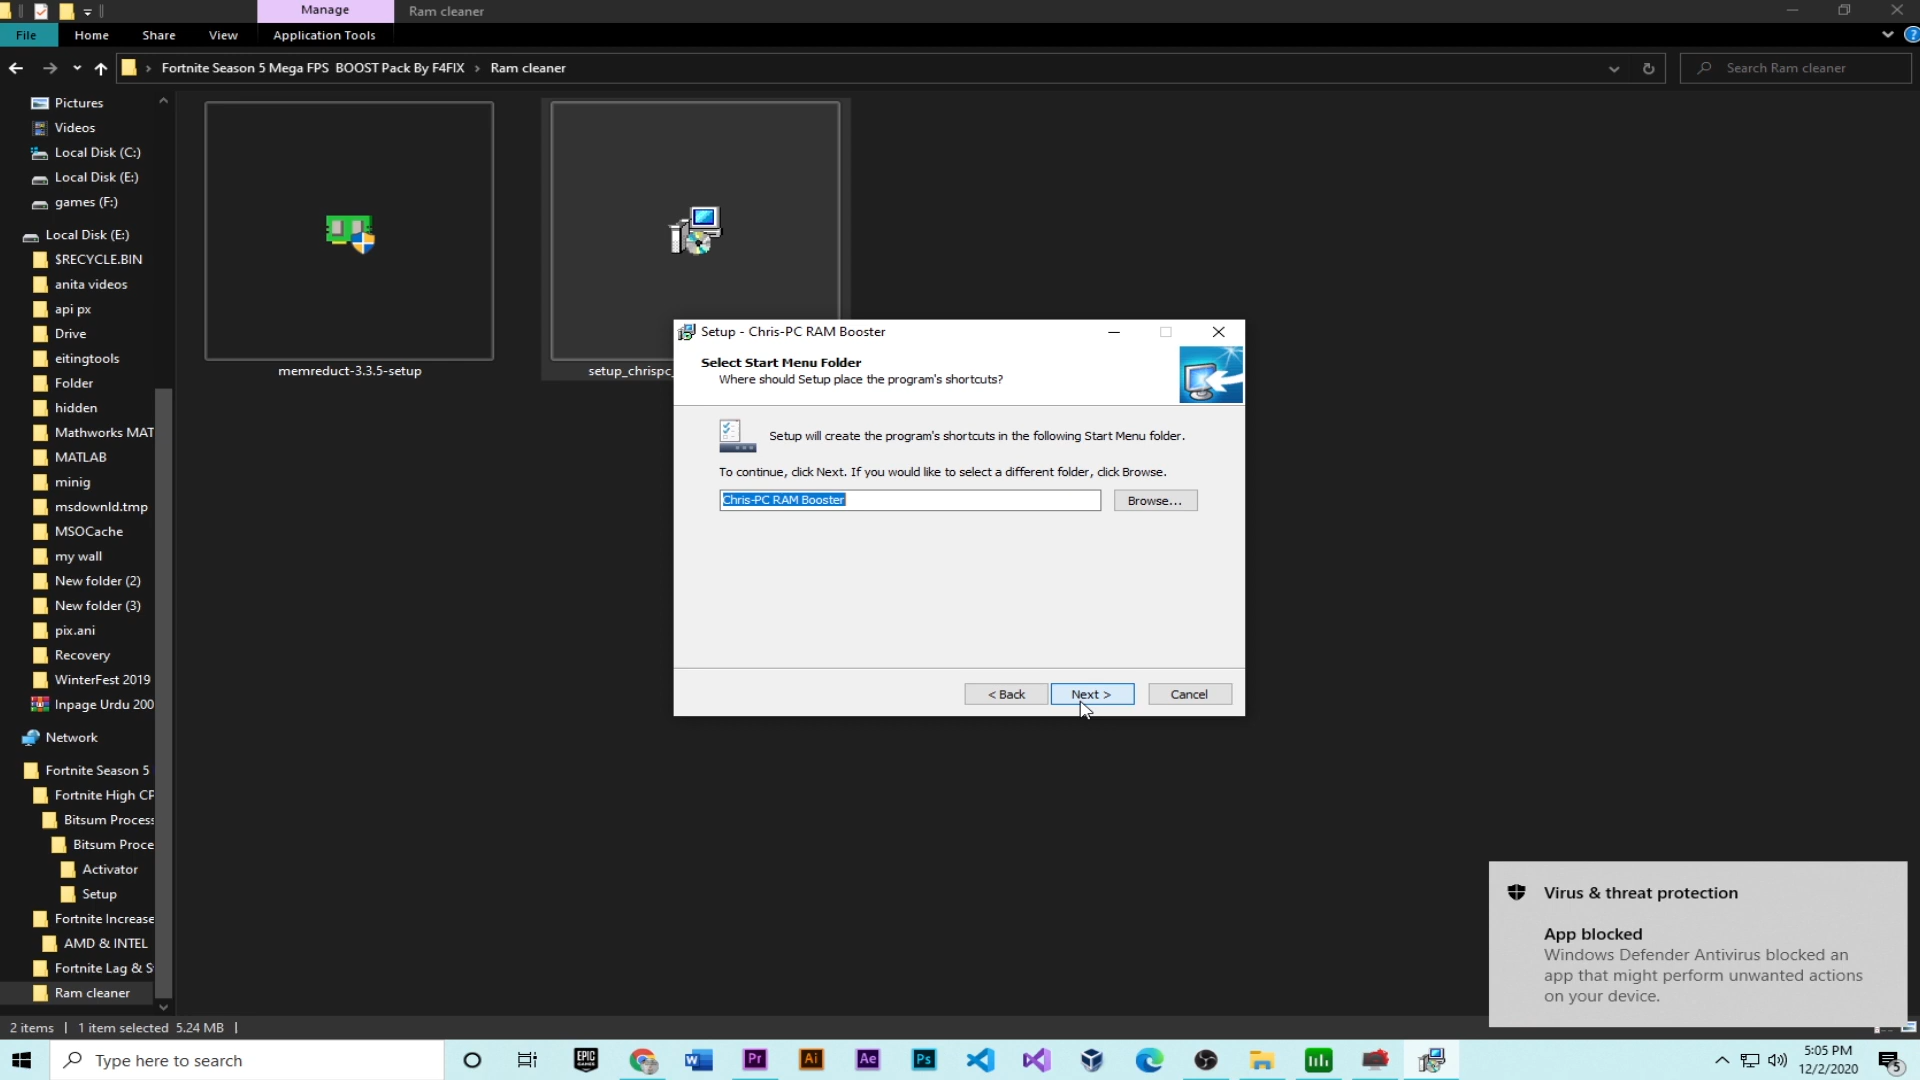 Manage
Ram cleaner
File
Home
Share
View
Application Tools
Fortnite Season 5 Mega FPS BOOST Pack By F4FIX
Ram cleaner
Search Ram cleaner
Pictures
Videos
Local Disk (C:)
Local Disk (E:)
games (F:)
Local Disk (E:)
$RECYCLE.BIN
anita videos
api px
Drive
eitingtools
Folder
hidden
Mathworks MAT
MATLAB
minig
msdownld.tmp
MSOCache
my wall
New folder (2)
New folder (3)
pix.ani
Recovery
WinterFest 2019
Inpage Urdu 200
Network
Fortnite Season 5
Fortnite High CP
Bitsum Process
Bitsum Proce
Activator
Setup
Fortnite Increase
AMD & INTEL
Fortnite Lag & S
Ram cleaner
memreduct-3.3.5-setup
setup_chrispc_
Setup - Chris-PC RAM Booster
Select Start Menu Folder
Where should Setup place the program's shortcuts?
Setup will create the program's shortcuts in the following Start Menu folder.
To continue, click Next. If you would like to select a different folder, click Browse.
Chris-PC RAM Booster
Browse...
< Back
Next >
Cancel
Virus & threat protection
App blocked
Windows Defender Antivirus blocked an
app that might perform unwanted actions
on your device.
2 items
1 item selected 5.24 MB
Type here to search
EPIC GAMES
Pr
Ai
Ae
Ps
5:05 PM
12/2/2020
5